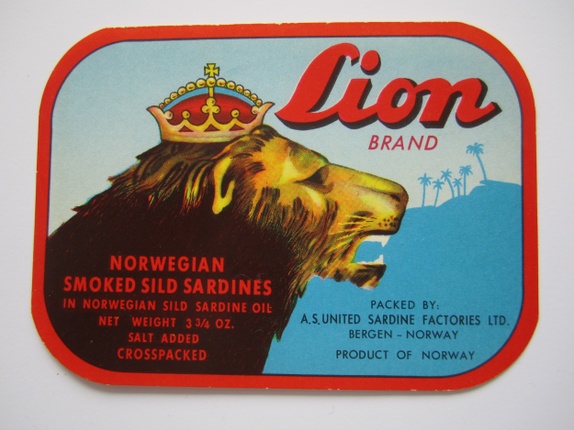 Lion
BRAND
NORWEGIAN
SMOKED SILD SARDINES
IN NORWEGIAN SILD SARDINE OIL
NET WEIGHT 3 3/4 OZ.
SALT ADDED
CROSSPACKED
PACKED BY:
A.S. UNITED SARDINE FACTORIES LTD.
BERGEN – NORWAY
PRODUCT OF NORWAY